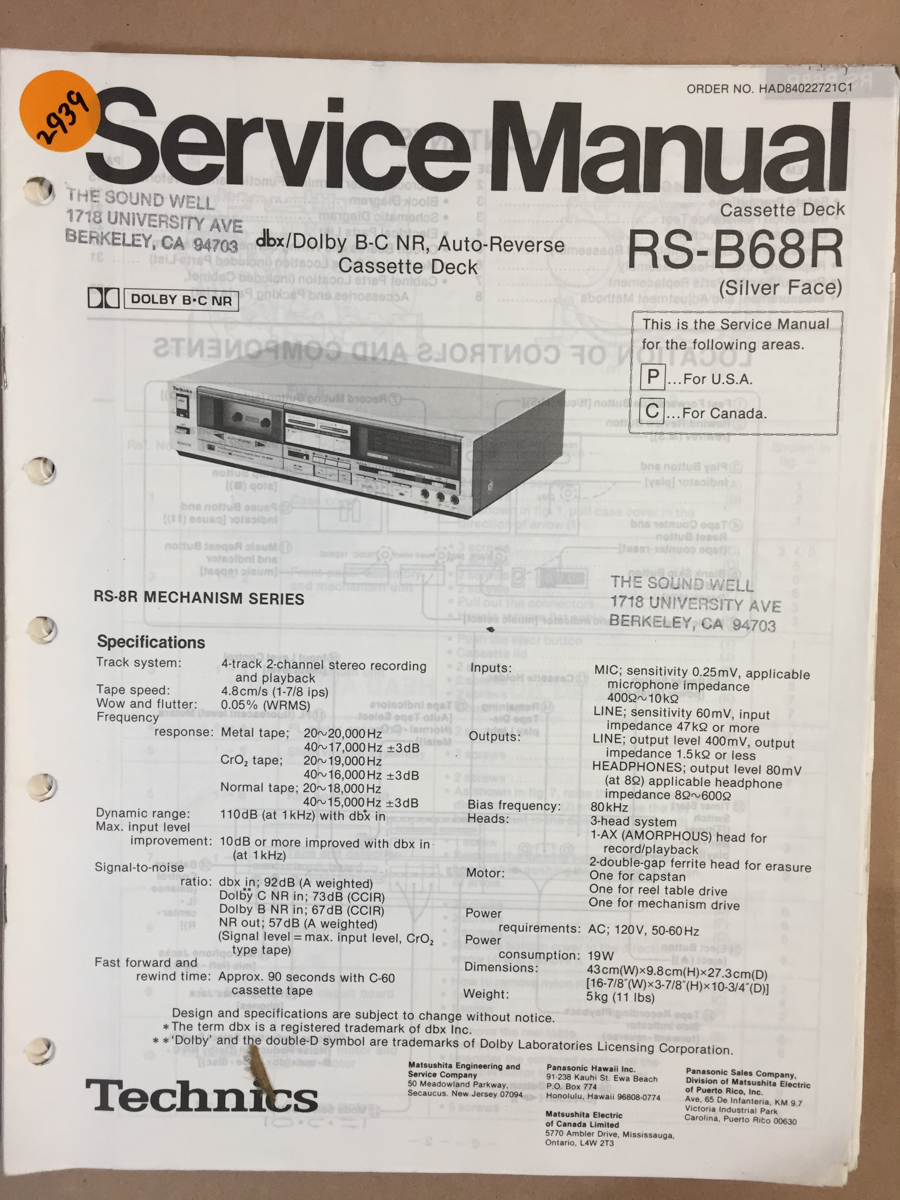 2939
ORDER NO. HAD84022721C1
Service Manual
THE SOUND WELL
1718 UNIVERSITY AVE
BERKELEY, CA 94703
dbx/Dolby B-C NR, Auto-Reverse
Cassette Deck
Cassette Deck
RS-B68R
(Silver Face)
DOLBY B•C NR
This is the Service Manual
for the following areas.
P ...For U.S.A.
C ...For Canada.
Technics
RS-8R MECHANISM SERIES
THE SOUND WELL
1718 UNIVERSITY AVE
BERKELEY, CA 94703
Specifications
Track system: 4-track 2-channel stereo recording
and playback
Tape speed: 4.8cm/s (1-7/8 ips)
Wow and flutter: 0.05% (WRMS)
Frequency
response: Metal tape; 20~20,000Hz
40~17,000Hz ±3dB
CrO₂ tape; 20~19,000Hz
40~16,000Hz ±3dB
Normal tape; 20~18,000Hz
40~15,000Hz ±3dB
Dynamic range: 110dB (at 1kHz) with dbx in
Max. input level
improvement: 10dB or more improved with dbx in
(at 1kHz)
Signal-to-noise
ratio: dbx in; 92dB (A weighted)
Dolby C NR in; 73dB (CCIR)
Dolby B NR in; 67dB (CCIR)
NR out; 57dB (A weighted)
(Signal level = max. input level, CrO₂
type tape)
Fast forward and
rewind time: Approx. 90 seconds with C-60
cassette tape
Inputs: MIC; sensitivity 0.25mV, applicable
microphone impedance
400Ω~10kΩ
LINE; sensitivity 60mV, input
impedance 47kΩ or more
Outputs: LINE; output level 400mV, output
impedance 1.5kΩ or less
HEADPHONES; output level 80mV
(at 8Ω) applicable headphone
impedance 8Ω~600Ω
Bias frequency: 80kHz
Heads: 3-head system
1-AX (AMORPHOUS) head for
record/playback
2-double-gap ferrite head for erasure
Motor: One for capstan
One for reel table drive
One for mechanism drive
Power
requirements: AC; 120V, 50-60Hz
Power
consumption: 19W
Dimensions: 43cm(W)×9.8cm(H)×27.3cm(D)
[16-7/8″(W)×3-7/8″(H)×10-3/4″(D)]
Weight: 5kg (11 lbs)
Design and specifications are subject to change without notice.
*The term dbx is a registered trademark of dbx Inc.
**'Dolby' and the double-D symbol are trademarks of Dolby Laboratories Licensing Corporation.
Technics
Matsushita Engineering and
Service Company
50 Meadowland Parkway,
Secaucus. New Jersey 07094
Panasonic Hawaii Inc.
91-238 Kauhi St. Ewa Beach
P.O. Box 774
Honolulu, Hawaii 96808-0774
Matsushita Electric
of Canada Limited
5770 Ambler Drive, Mississauga,
Ontario, L4W 2T3
Panasonic Sales Company,
Division of Matsushita Electric
of Puerto Rico, Inc.
Ave, 65 De Infanteria, KM 9.7
Victoria Industrial Park
Carolina, Puerto Rico 00630